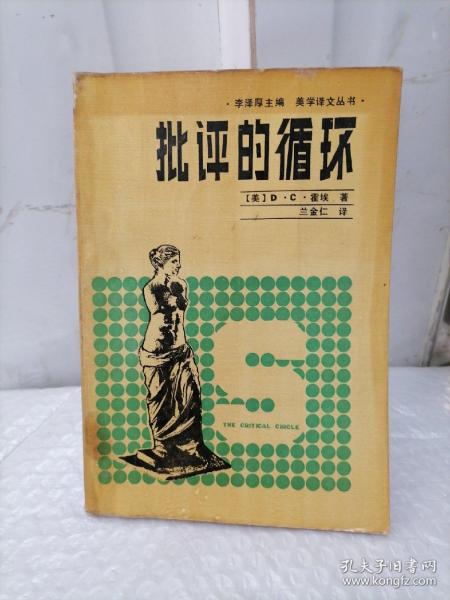 ·李泽厚主编 美学译文丛书·
批评的循环
【美】D·C·霍埃 著
兰金仁 译
THE CRITICAL CIRCLE
孔夫子旧书网
www.kongfz.com